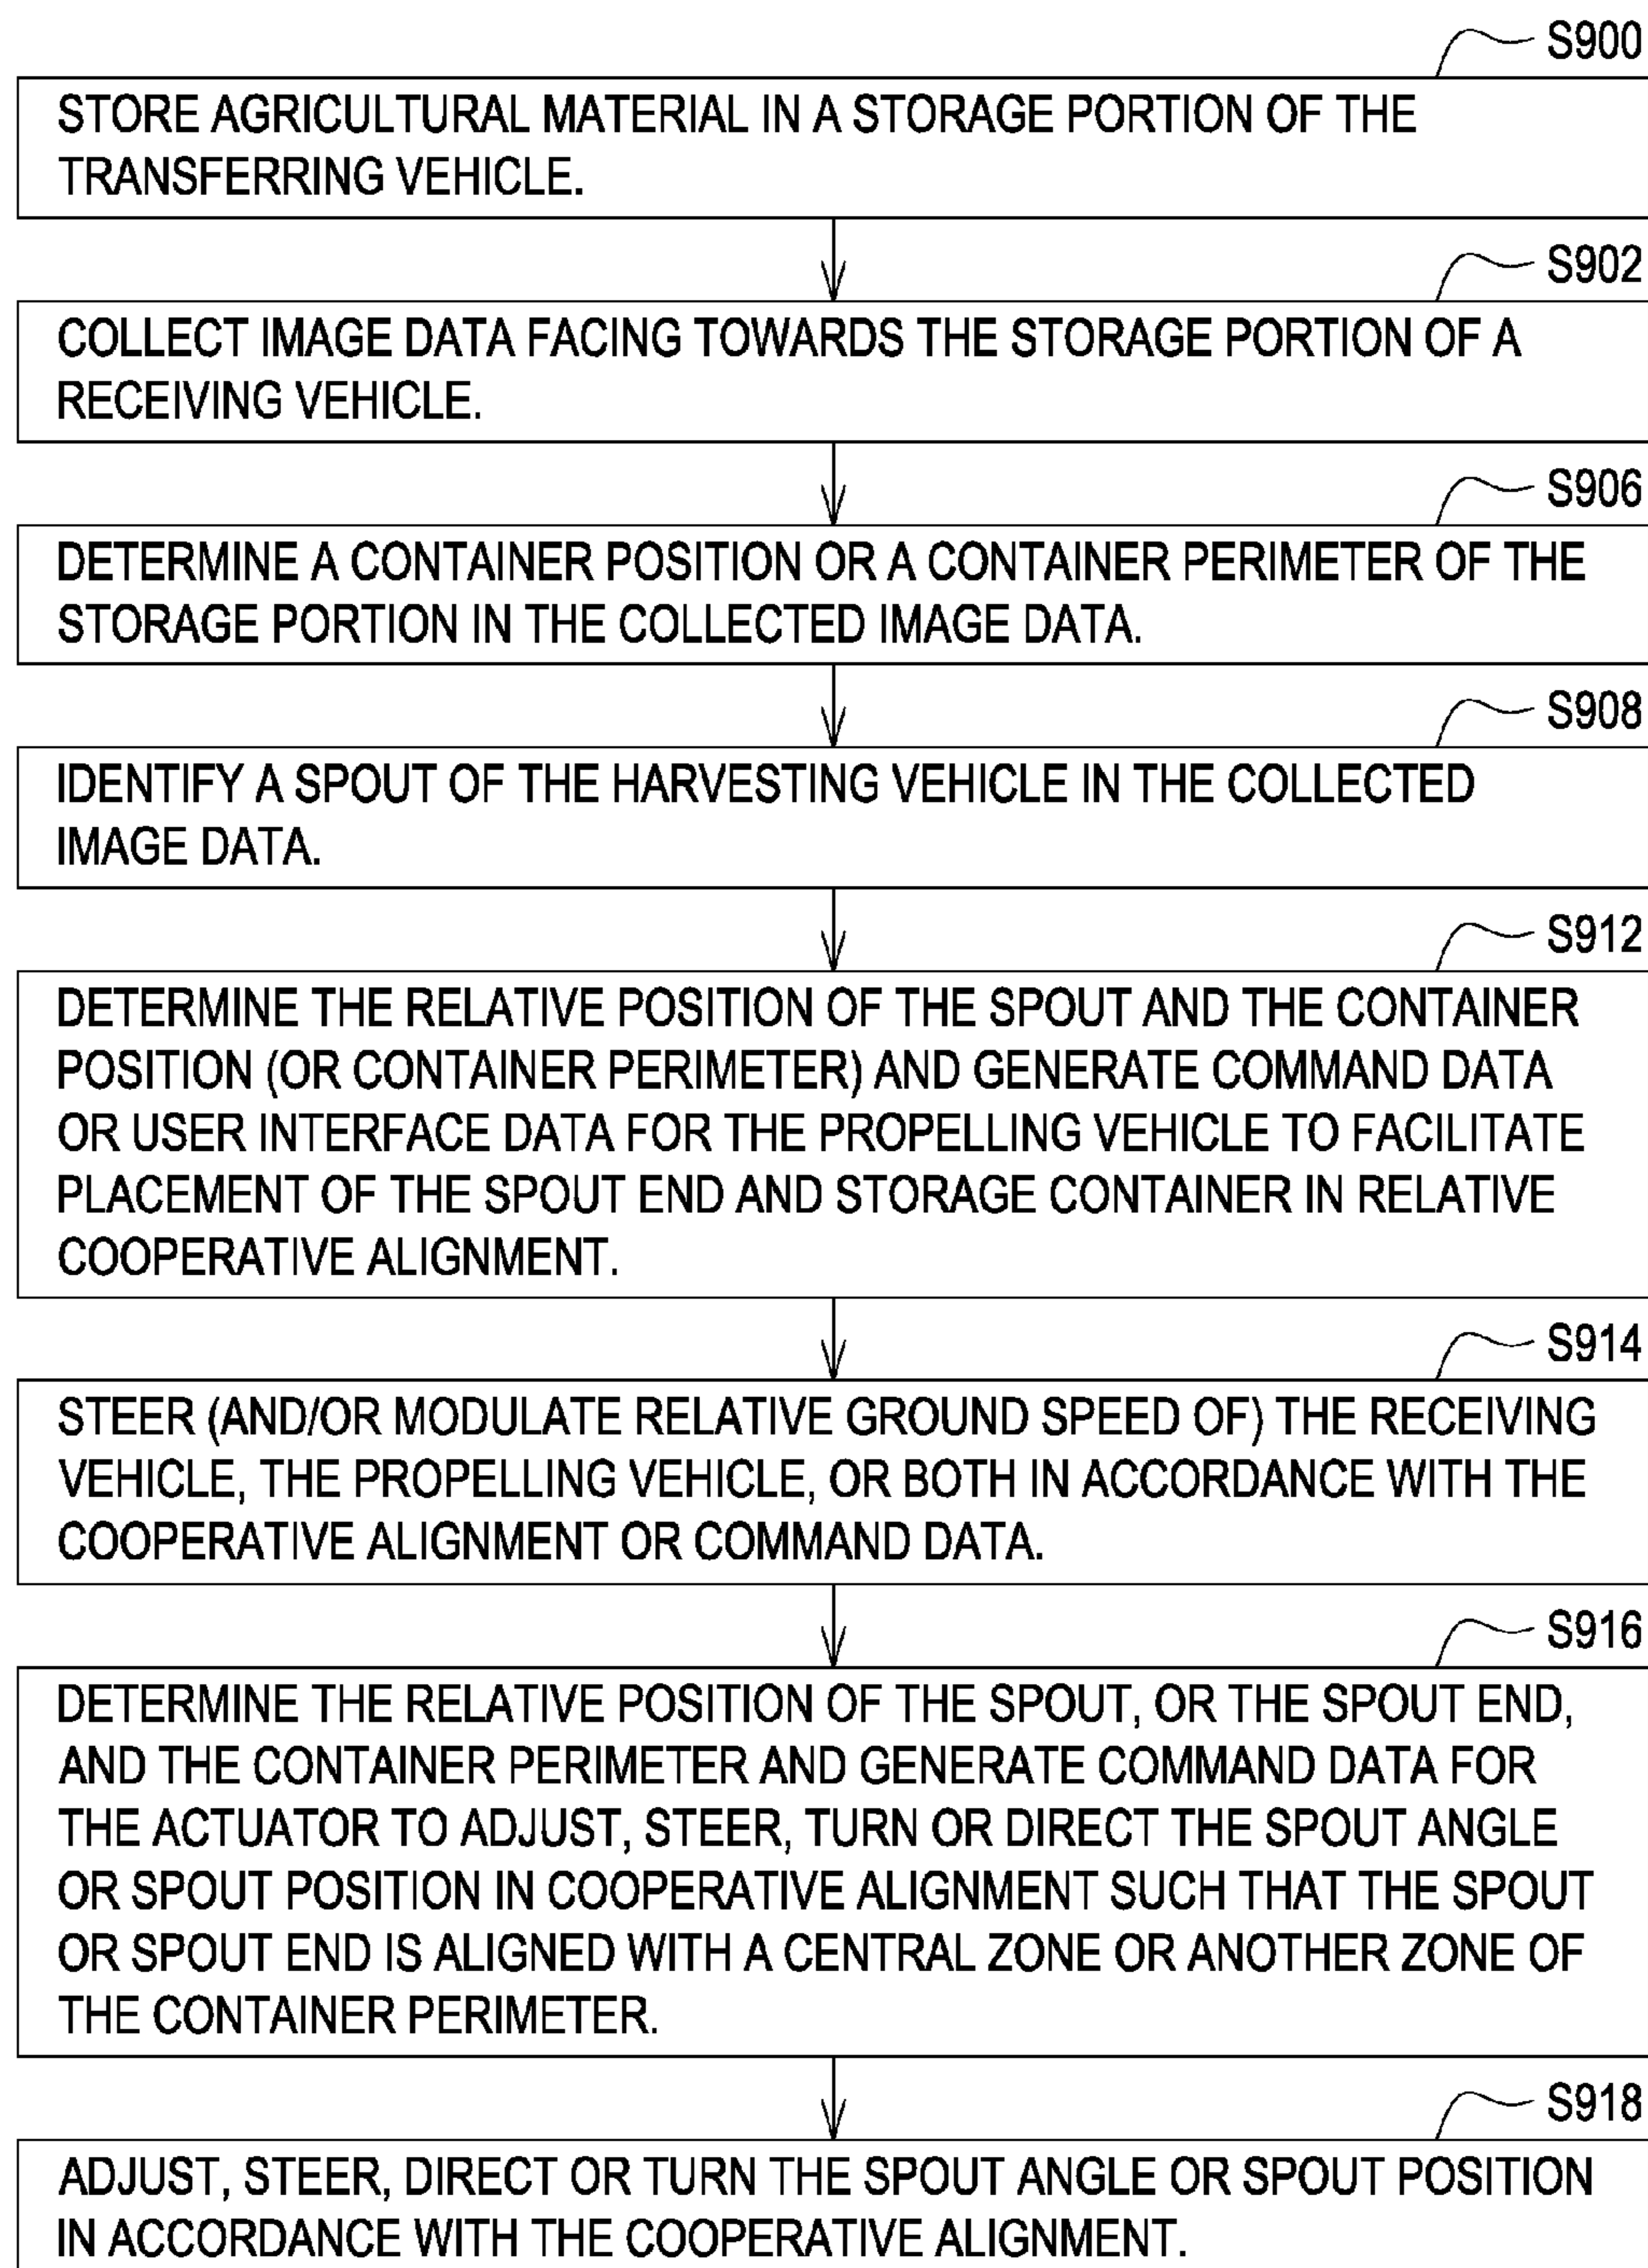 S900
STORE AGRICULTURAL MATERIAL IN A STORAGE PORTION OF THE
TRANSFERRING VEHICLE.
S902
COLLECT IMAGE DATA FACING TOWARDS THE STORAGE PORTION OF A
RECEIVING VEHICLE.
S906
DETERMINE A CONTAINER POSITION OR A CONTAINER PERIMETER OF THE
STORAGE PORTION IN THE COLLECTED IMAGE DATA.
S908
IDENTIFY A SPOUT OF THE HARVESTING VEHICLE IN THE COLLECTED
IMAGE DATA.
S912
DETERMINE THE RELATIVE POSITION OF THE SPOUT AND THE CONTAINER
POSITION (OR CONTAINER PERIMETER) AND GENERATE COMMAND DATA
OR USER INTERFACE DATA FOR THE PROPELLING VEHICLE TO FACILITATE
PLACEMENT OF THE SPOUT END AND STORAGE CONTAINER IN RELATIVE
COOPERATIVE ALIGNMENT.
S914
STEER (AND/OR MODULATE RELATIVE GROUND SPEED OF) THE RECEIVING
VEHICLE, THE PROPELLING VEHICLE, OR BOTH IN ACCORDANCE WITH THE
COOPERATIVE ALIGNMENT OR COMMAND DATA.
S916
DETERMINE THE RELATIVE POSITION OF THE SPOUT, OR THE SPOUT END,
AND THE CONTAINER PERIMETER AND GENERATE COMMAND DATA FOR
THE ACTUATOR TO ADJUST, STEER, TURN OR DIRECT THE SPOUT ANGLE
OR SPOUT POSITION IN COOPERATIVE ALIGNMENT SUCH THAT THE SPOUT
OR SPOUT END IS ALIGNED WITH A CENTRAL ZONE OR ANOTHER ZONE OF
THE CONTAINER PERIMETER.
S918
ADJUST, STEER, DIRECT OR TURN THE SPOUT ANGLE OR SPOUT POSITION
IN ACCORDANCE WITH THE COOPERATIVE ALIGNMENT.